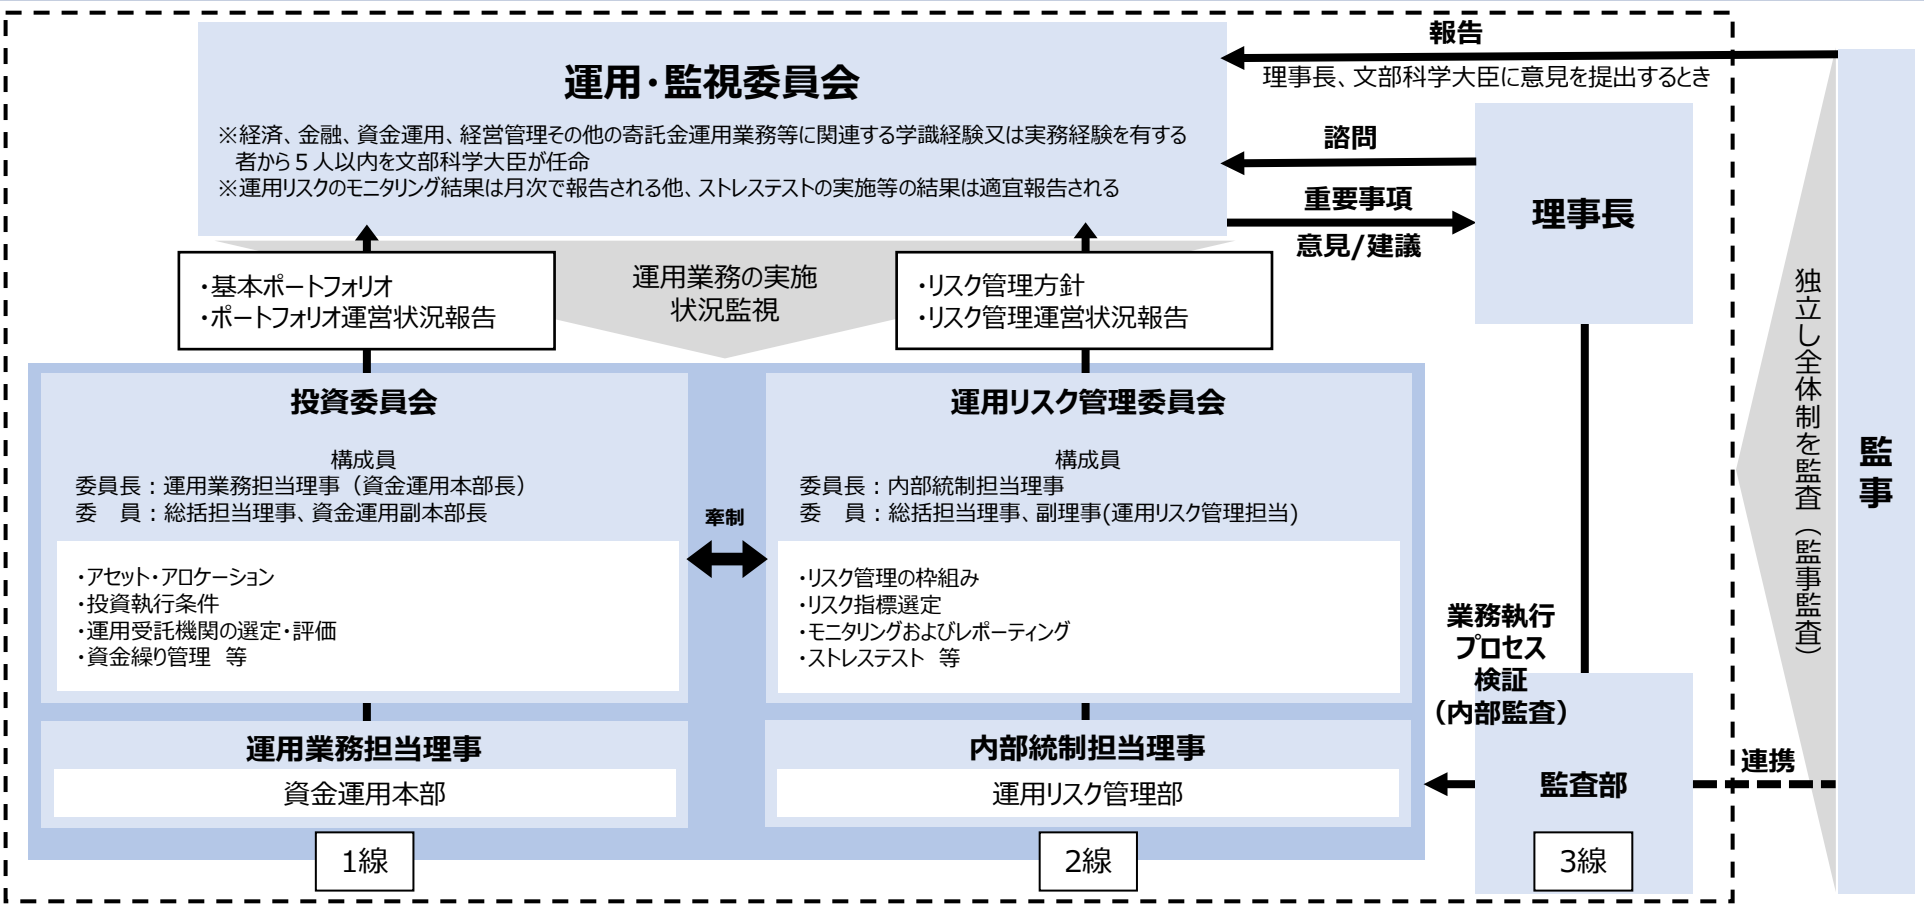 報告
理事長、文部科学大臣に意見を提出するとき
運用・監視委員会
※経済、金融、資金運用、経営管理その他の寄託金運用業務等に関連する学識経験又は実務経験を有する
者から５人以内を文部科学大臣が任命
※運用リスクのモニタリング結果は月次で報告される他、ストレステストの実施等の結果は適宜報告される
諮問
重要事項
意見/建議
理事長
・基本ポートフォリオ
・ポートフォリオ運営状況報告
運用業務の実施
状況監視
・リスク管理方針
・リスク管理運営状況報告
投資委員会
構成員
委員長：運用業務担当理事（資金運用本部長）
委　員：総括担当理事、資金運用副本部長
・アセット・アロケーション
・投資執行条件
・運用受託機関の選定・評価
・資金繰り管理　等
牽制
運用リスク管理委員会
構成員
委員長：内部統制担当理事
委　員：総括担当理事、副理事(運用リスク管理担当)
・リスク管理の枠組み
・リスク指標選定
・モニタリングおよびレポーティング
・ストレステスト　等
運用業務担当理事
資金運用本部
1線
内部統制担当理事
運用リスク管理部
2線
業務執行
プロセス
検証
（内部監査）
監査部
3線
連携
独立し全体制を監査（監事監査）
監事